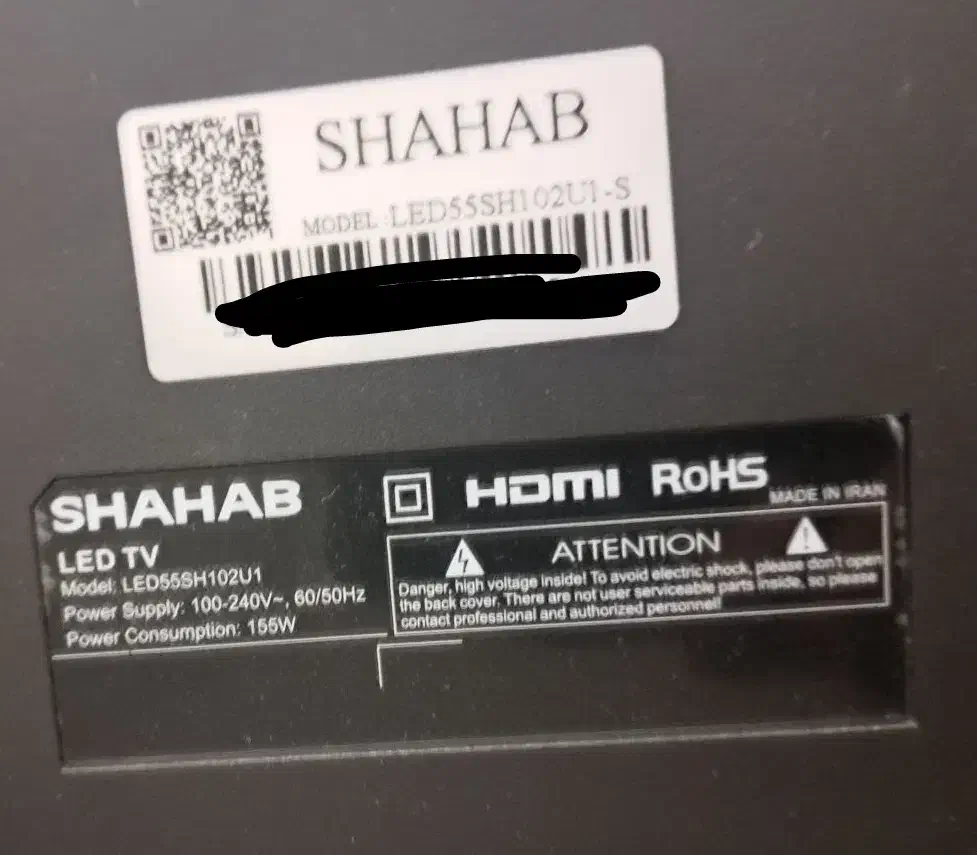 SHAHAB
MODEL :LED55SH102U1-S
SHAHAB
HDMI RoHS
MADE IN IRAN
LED TV
Model: LED55SH102U1
Power Supply: 100-240V~, 60/50Hz
Power Consumption: 155W
ATTENTION
Danger, high voltage inside! To avoid electric shock, please don't open
the back cover. There are not user serviceable parts inside, so please
contact professional and authorized personnel!